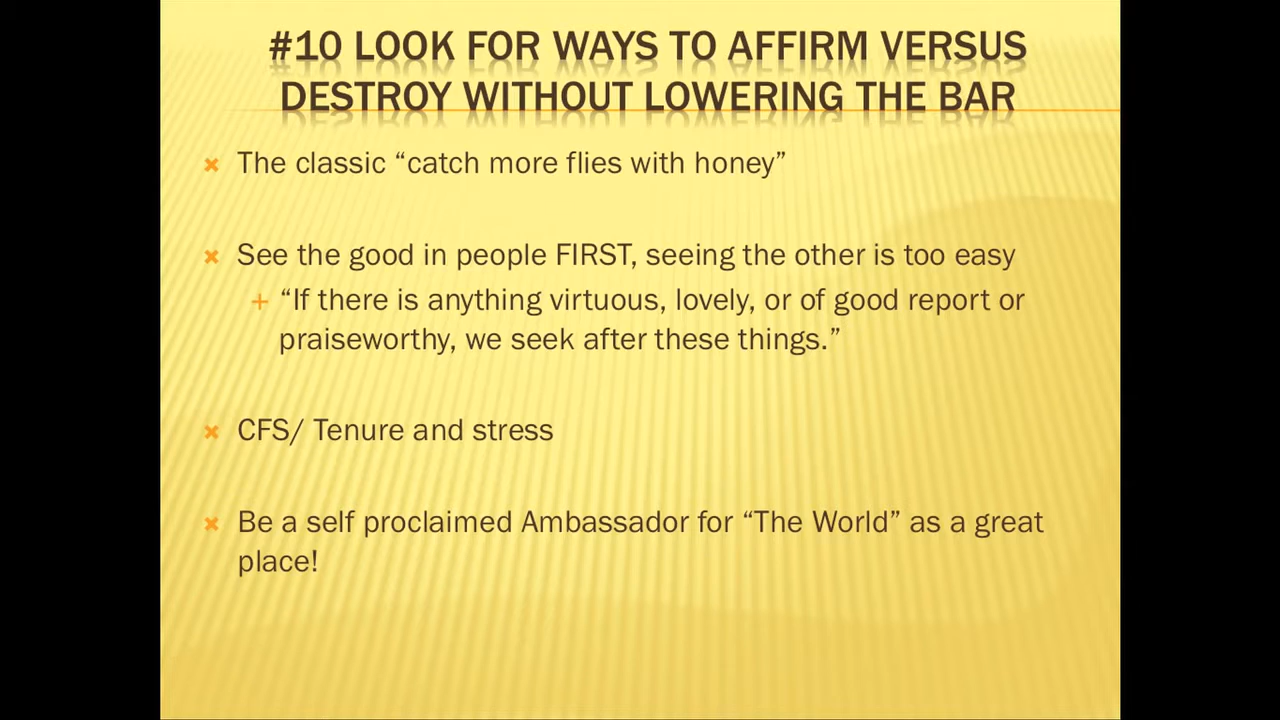 #10 LOOK FOR WAYS TO AFFIRM VERSUS
DESTROY WITHOUT LOWERING THE BAR
The classic “catch more flies with honey”
See the good in people FIRST, seeing the other is too easy
“If there is anything virtuous, lovely, or of good report or
praiseworthy, we seek after these things.”
CFS/ Tenure and stress
Be a self proclaimed Ambassador for “The World” as a great
place!